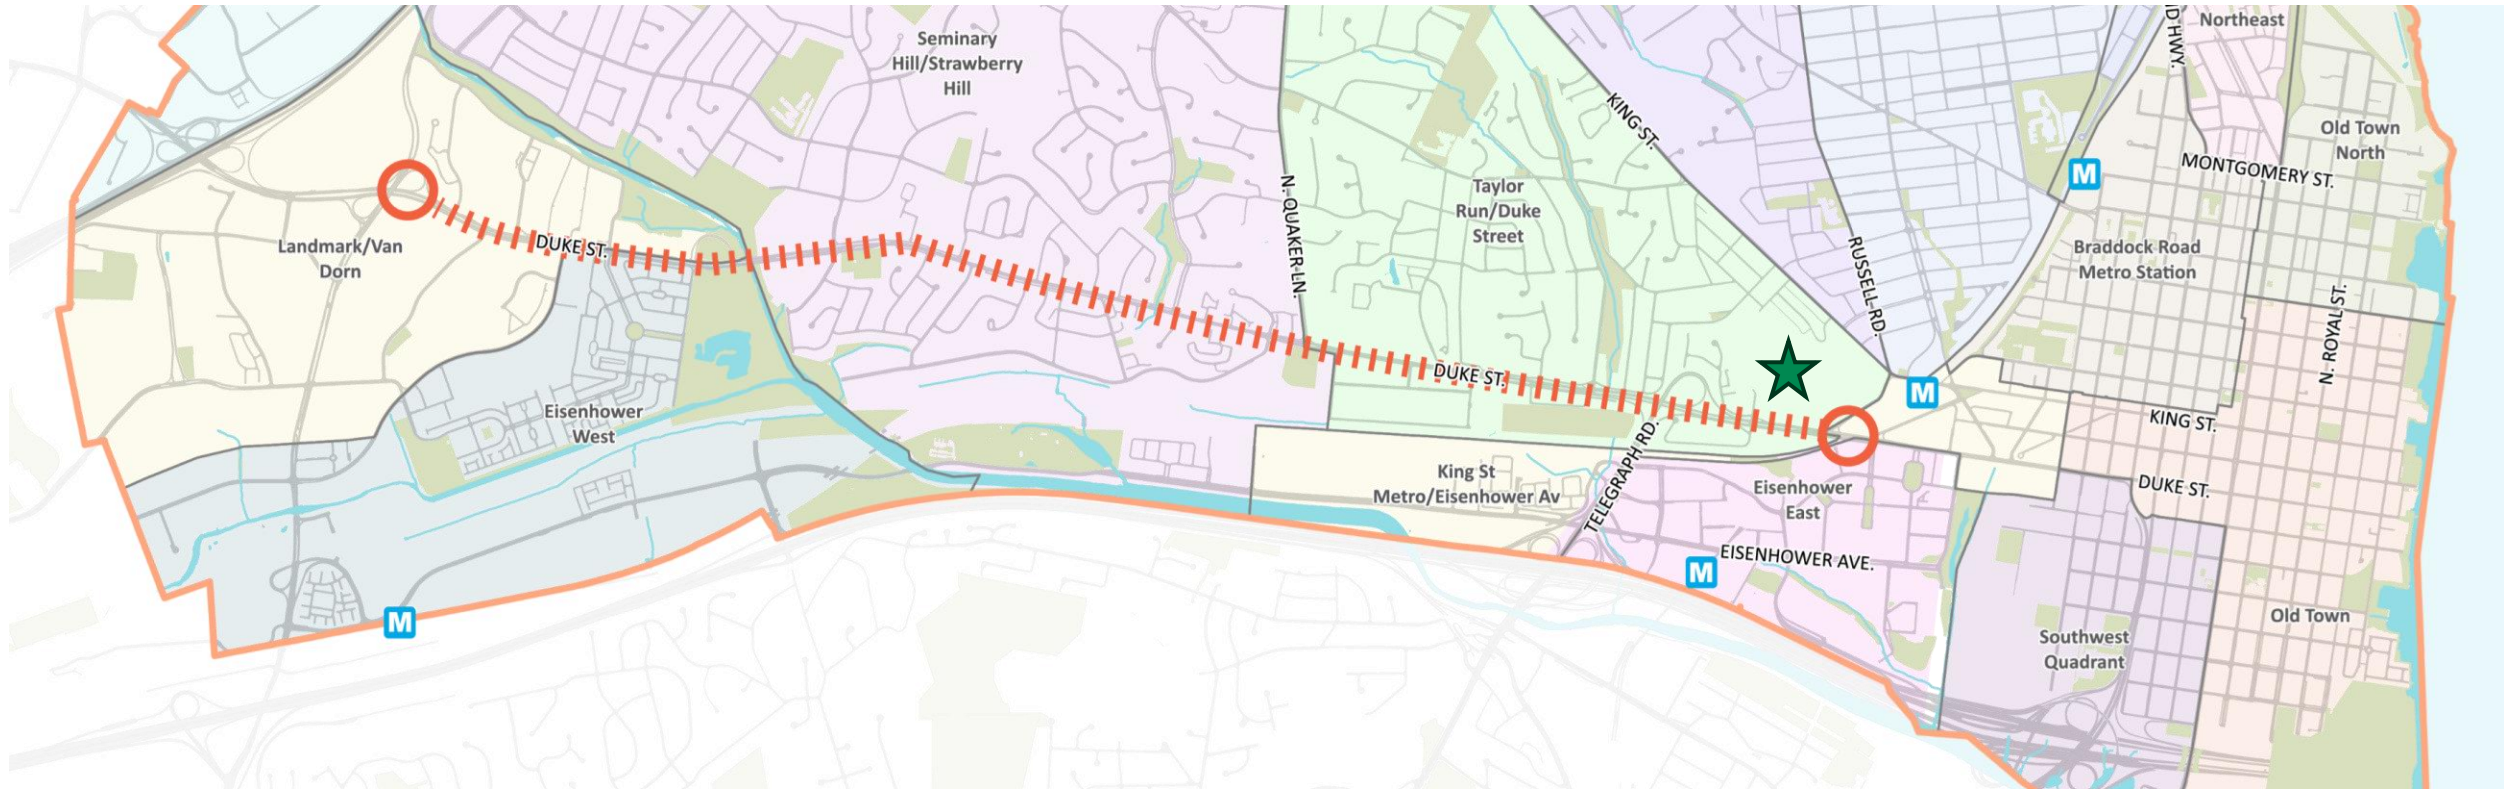 Seminary
Hill/Strawberry
Hill
Northeast
D HWY.
KING ST.
Old Town
North
MONTGOMERY ST.
M
N. QUAKER LN.
Taylor
Run/Duke
Street
Landmark/Van
Dorn
DUKE ST.
RUSSELL RD.
Braddock Road
Metro Station
N. ROYAL ST.
DUKE ST.
M
KING ST.
Eisenhower
West
TELEGRAPH RD.
King St
Metro/Eisenhower Av
Eisenhower
East
DUKE ST.
EISENHOWER AVE.
M
M
Old Town
Southwest
Quadrant